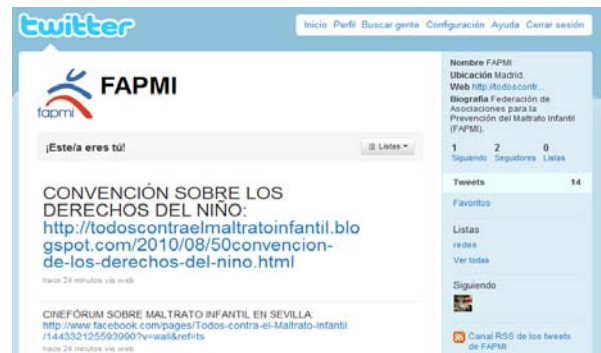 twitter
Inicio Perfil Buscar gente Configuración Ayuda Cerrar sesión
fapmi
FAPMI
¡Este/a eres tú!
Listas
CONVENCIÓN SOBRE LOS
DERECHOS DEL NIÑO:
http://todoscontraelmaltratoinfantil.blo
gspot.com/2010/08/50convencion-
de-los-derechos-del-nino.html
hace 24 minutos vía web
CINEFÓRUM SOBRE MALTRATO INFANTIL EN SEVILLA:
http://www.facebook.com/pages/Todos-contra-el-Maltrato-Infantil
/144332125593990?v=wall&ref=ts
hace 24 minutos vía web
Nombre FAPMI
Ubicación Madrid.
Web http://todoscontr...
Biografía Federación de
Asociaciones para la
Prevención del Maltrato Infantil
(FAPMI).
1 2 0
Siguiendo Seguidores Listas
Tweets 14
Favoritos
Listas
redes
Ver todas
Siguiendo
Canal RSS de los tweets
de FAPMI